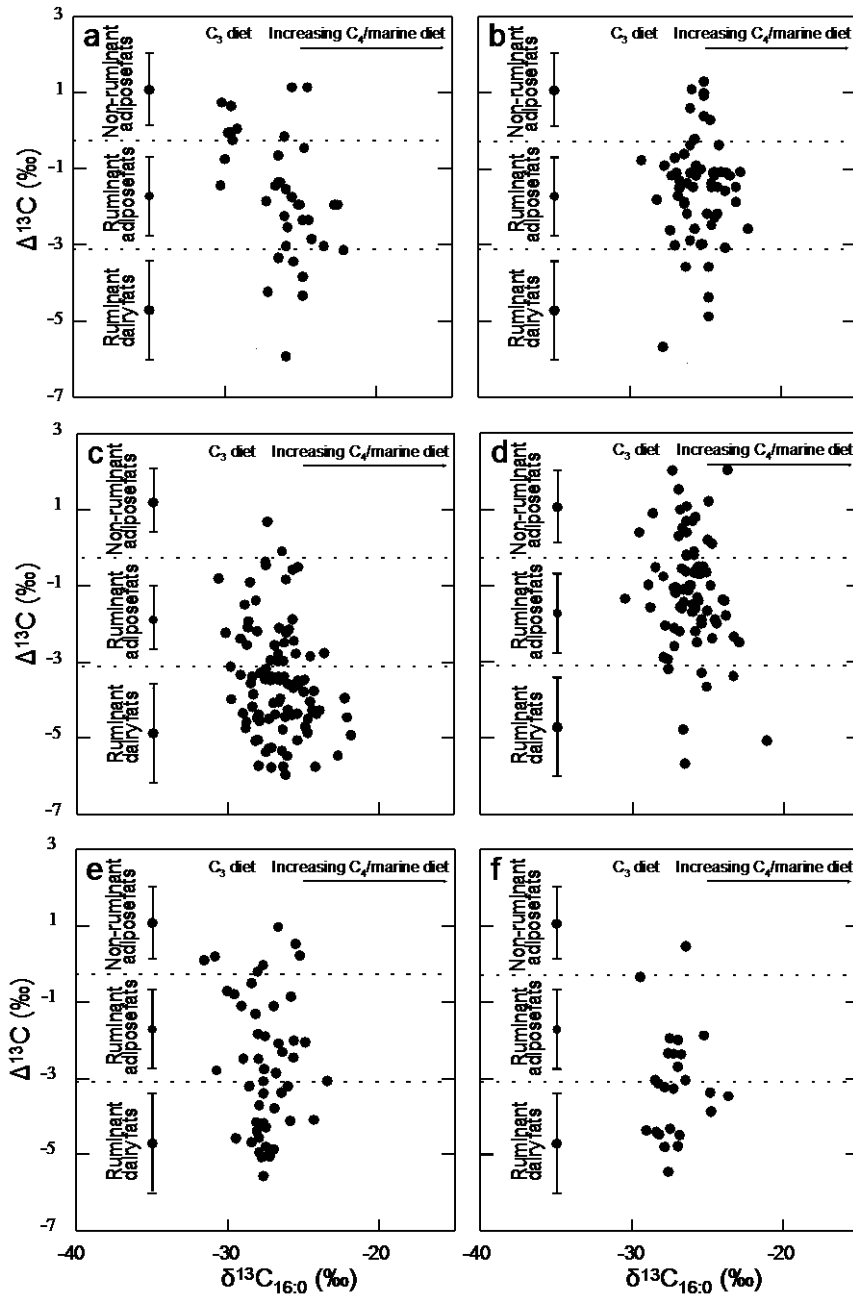 3
a
C3 diet
Increasing C4/marine diet
b
C3 diet
Increasing C4/marine diet
1
-1
-3
-5
-7
Δ13C (‰)
Non-ruminant
adiposefats
Ruminant
adiposefats
Ruminant
dairyfats
Non-ruminant
adiposefats
Ruminant
adiposefats
Ruminant
dairyfats
3
c
C3 diet
Increasing C4/marine diet
d
C3 diet
Increasing C4/marine diet
1
-1
-3
-5
-7
Δ13C (‰)
Non-ruminant
adiposefats
Ruminant
adiposefats
Ruminant
dairyfats
Non-ruminant
adiposefats
Ruminant
adiposefats
Ruminant
dairyfats
3
e
C3 diet
Increasing C4/marine diet
f
C3 diet
Increasing C4/marine diet
1
-1
-3
-5
-7
Δ13C (‰)
Non-ruminant
adiposefats
Ruminant
adiposefats
Ruminant
dairyfats
Non-ruminant
adiposefats
Ruminant
adiposefats
Ruminant
dairyfats
-40 -30 -20 -40 -30 -20
δ13C16:0 (‰) δ13C16:0 (‰)